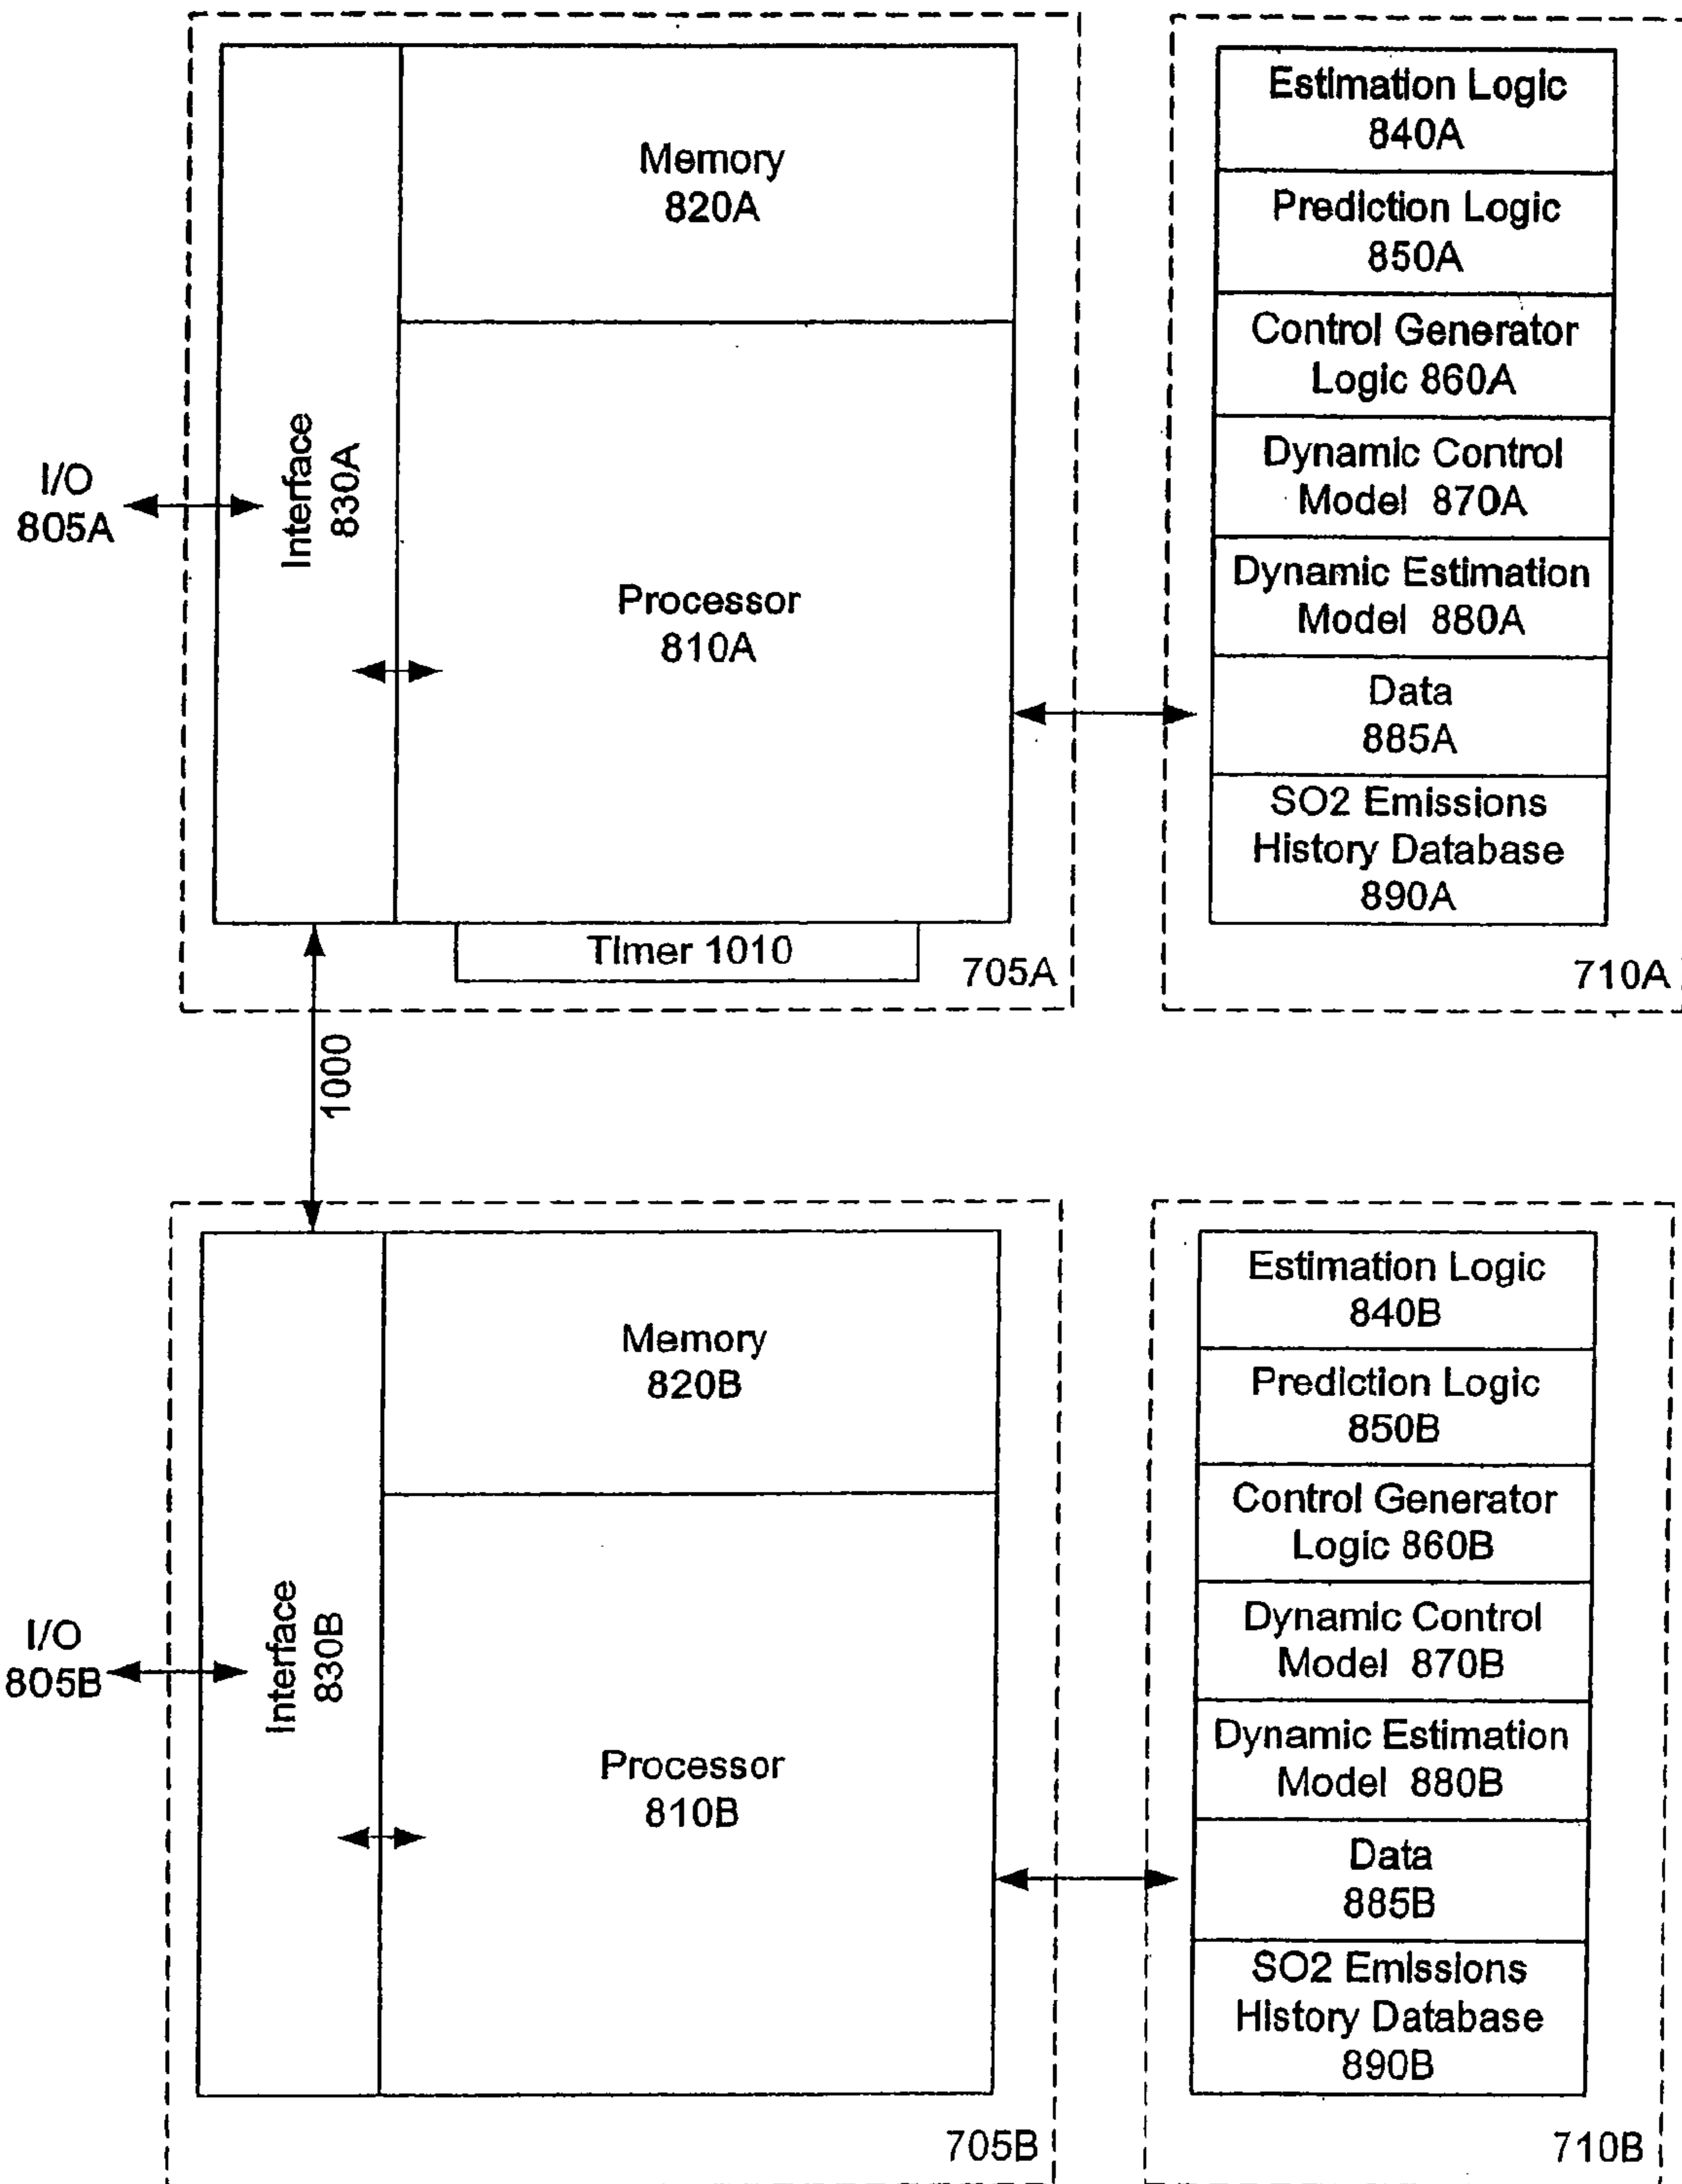 Memory
820A
Interface
830A
I/O
805A
Processor
810A
Timer 1010
705A
Estimation Logic
840A
Prediction Logic
850A
Control Generator
Logic 860A
Dynamic Control
Model 870A
Dynamic Estimation
Model 880A
Data
885A
SO2 Emissions
History Database
890A
710A
1000
Memory
820B
Interface
830B
I/O
805B
Processor
810B
705B
Estimation Logic
840B
Prediction Logic
850B
Control Generator
Logic 860B
Dynamic Control
Model 870B
Dynamic Estimation
Model 880B
Data
885B
SO2 Emissions
History Database
890B
710B